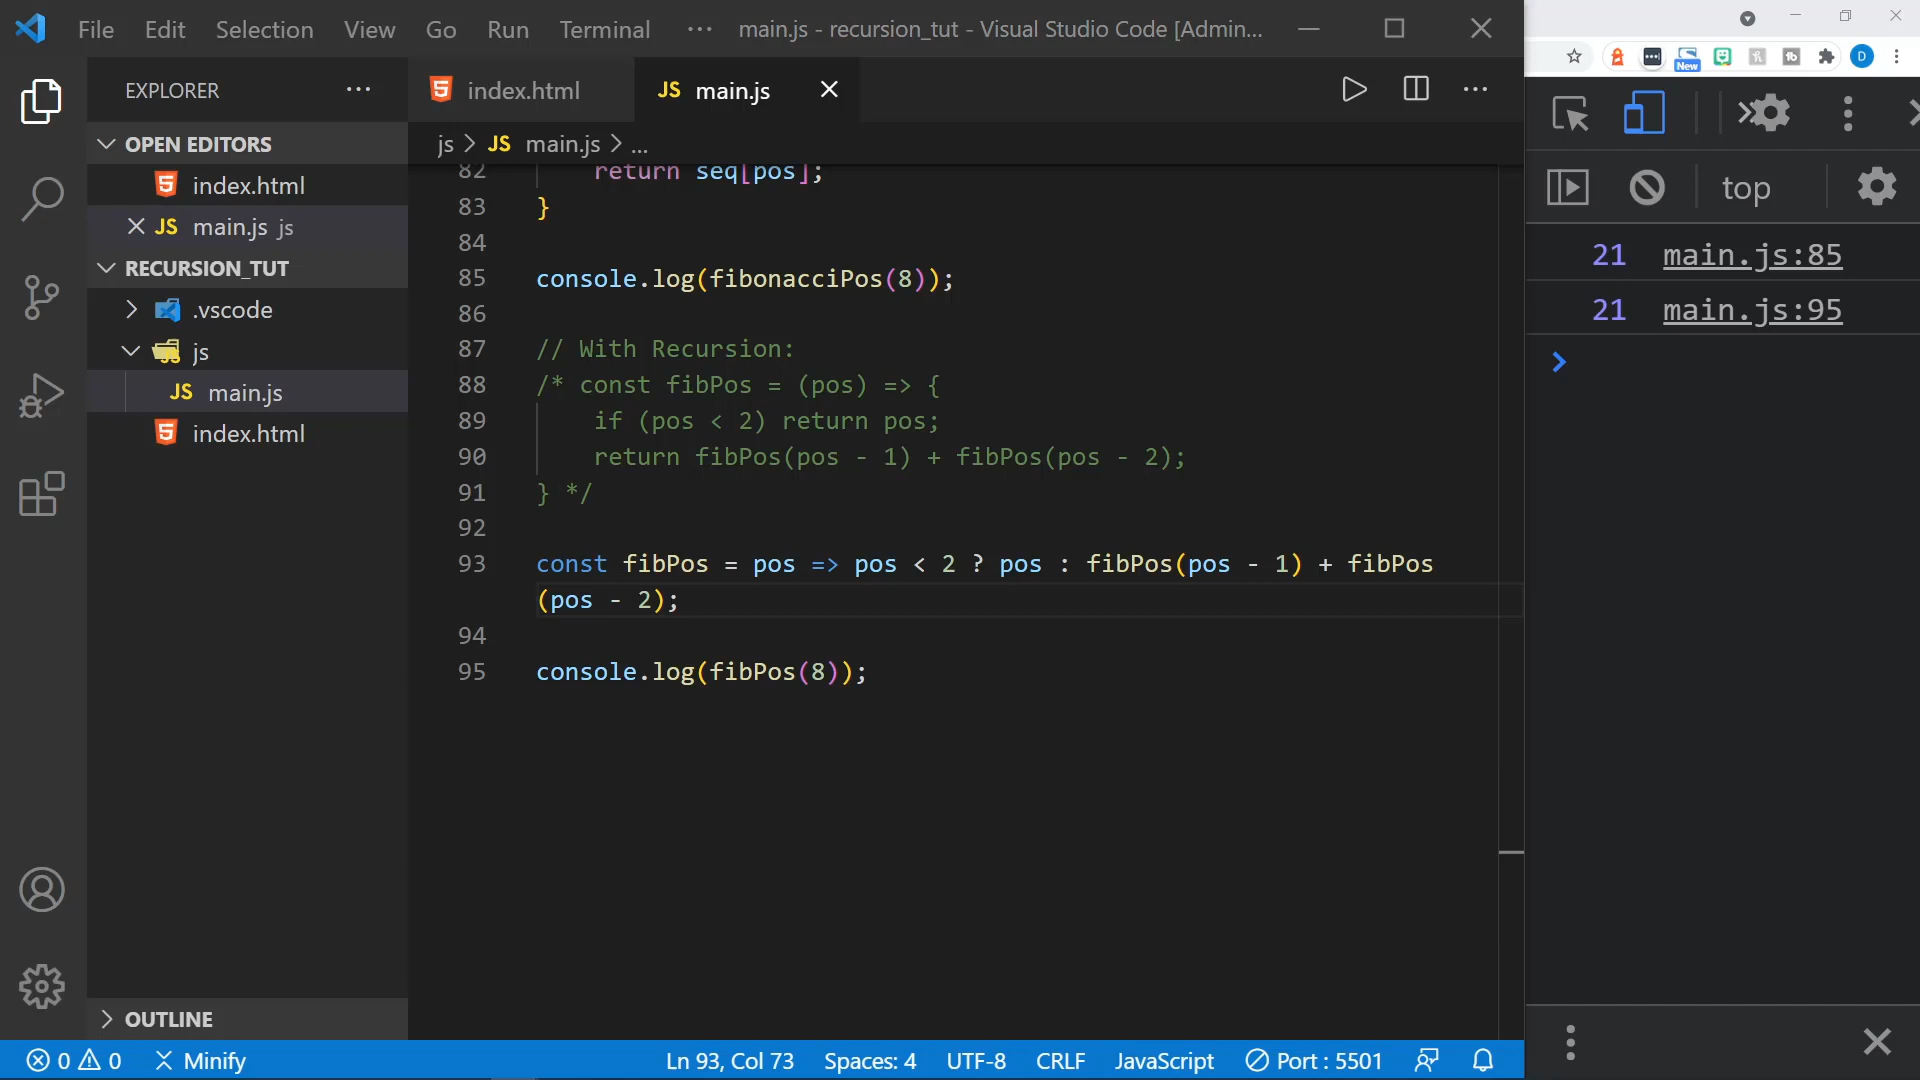 File Edit Selection View Go Run Terminal ··· main.js - recursion_tut - Visual Studio Code [Admin...
EXPLORER ···
OPEN EDITORS
index.html
JS main.js js
RECURSION_TUT
.vscode
js
JS main.js
index.html
OUTLINE
index.html JS main.js
js > JS main.js > ...
82 return seq[pos];
83 }
84
85 console.log(fibonacciPos(8));
86
87 // With Recursion:
88 /* const fibPos = (pos) => {
89 if (pos < 2) return pos;
90 return fibPos(pos - 1) + fibPos(pos - 2);
91 } */
92
93 const fibPos = pos => pos < 2 ? pos : fibPos(pos - 1) + fibPos
(pos - 2);
94
95 console.log(fibPos(8));
New
D
top
21 main.js:85
21 main.js:95
0 0 Minify Ln 93, Col 73 Spaces: 4 UTF-8 CRLF JavaScript Port : 5501